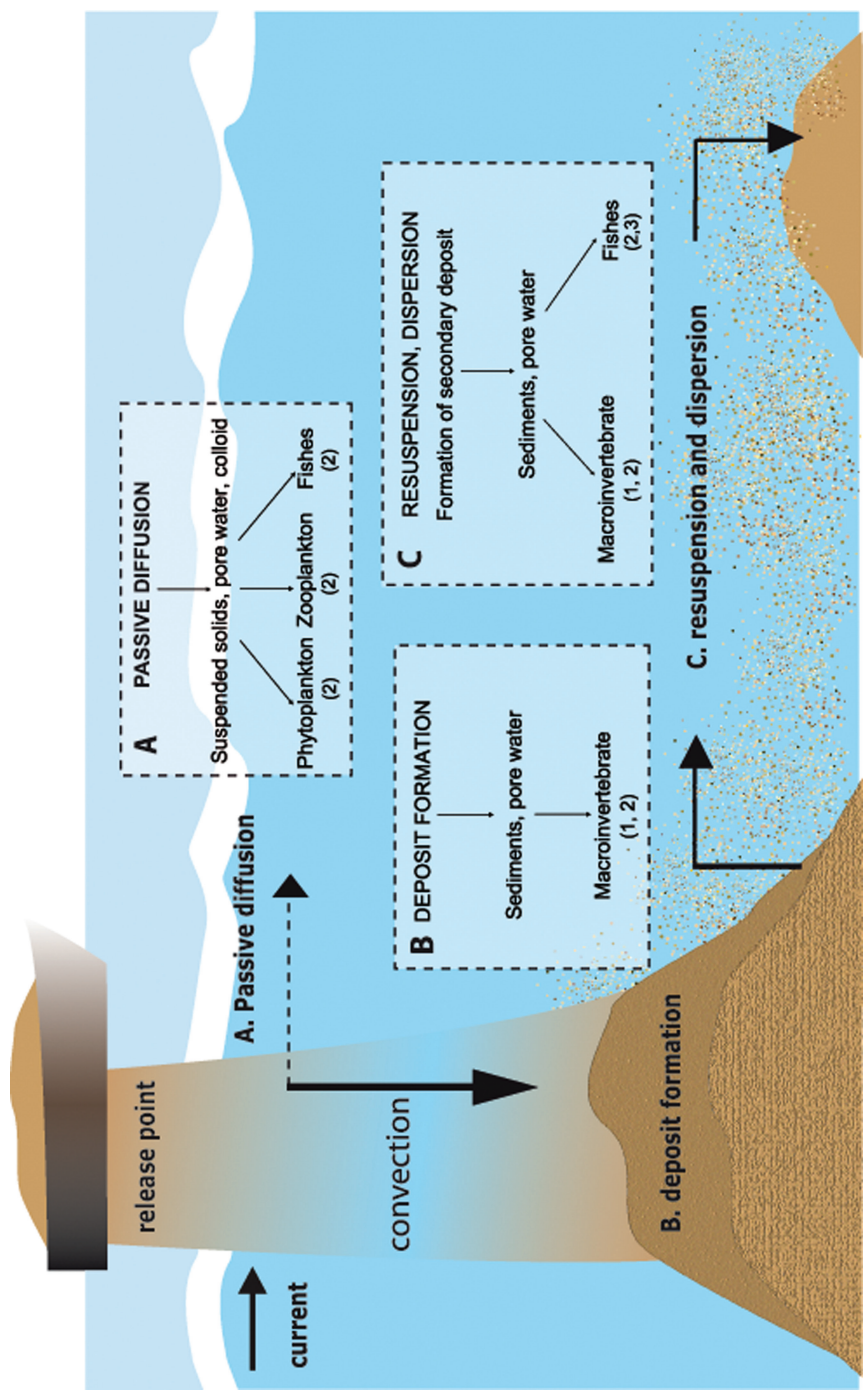 release point
current
convection
A. Passive diffusion
A
PASSIVE DIFFUSION
Suspended solids, pore water, colloid
Phytoplankton Zooplankton Fishes
(2) (2) (2)
B DEPOSIT FORMATION
Sediments, pore water
Macroinvertebrate
(1, 2)
C
RESUSPENSION, DISPERSION
Formation of secondary deposit
Sediments, pore water
Macroinvertebrate
(1, 2)
Fishes
(2,3)
B. deposit formation
C. resuspension and dispersion